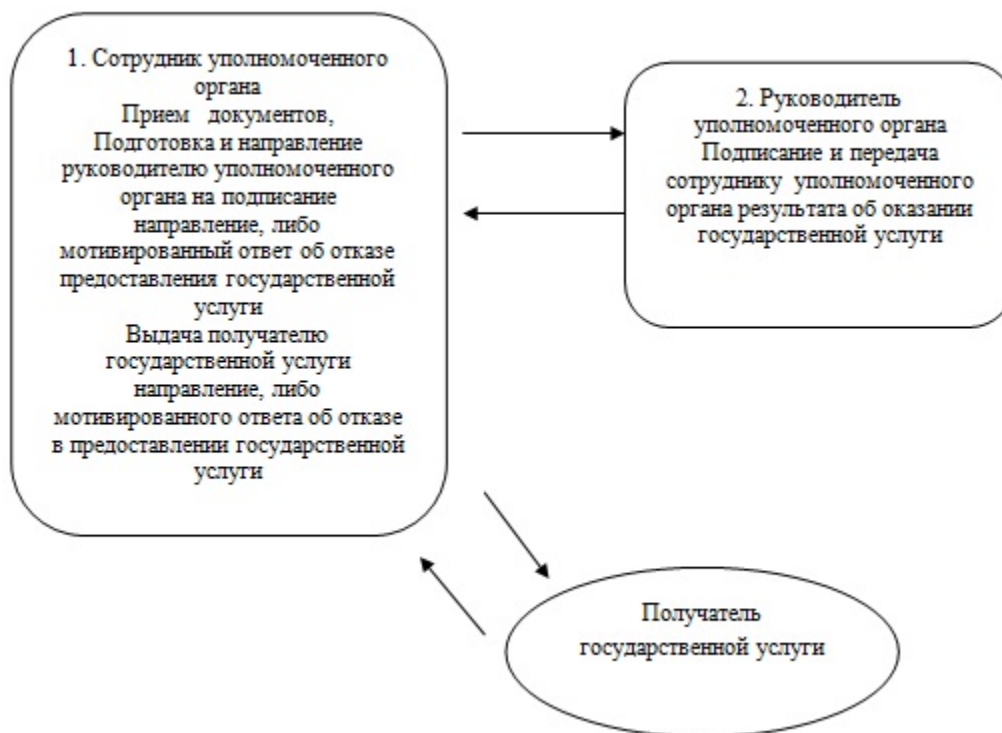 1. Сотрудник уполномоченного
органа
Прием документов,
Подготовка и направление
руководителю уполномоченного
органа на подписание
направление, либо
мотивированный ответ об отказе
предоставления государственной
услуги
Выдача получателю
государственной услуги
направление, либо
мотивированного ответа об отказе
в предоставлении государственной
услуги
2. Руководитель
уполномоченного органа
Подписание и передача
сотруднику уполномоченного
органа результата об оказании
государственной услуги
Получатель
государственной услуги